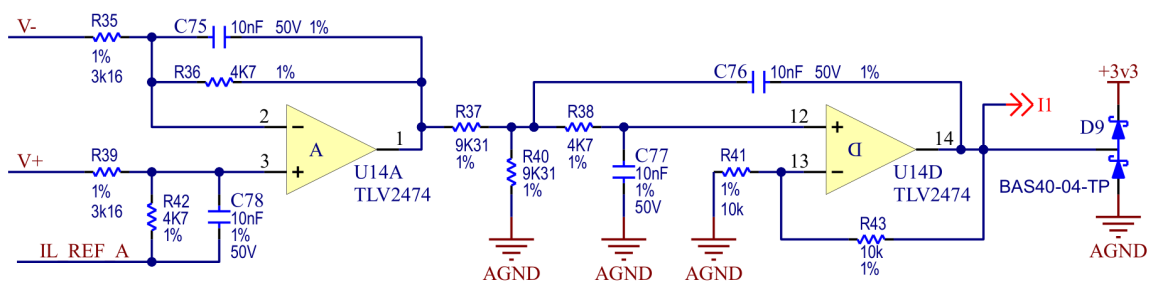 V-
R35
1%
3k16
C75
10nF 50V 1%
R36
4K7 1%
2
3
1
A
U14A
TLV2474
V+
R39
1%
3k16
R42
4K7
1%
C78
10nF
1%
50V
IL REF A
R37
9K31
1%
R40
9K31
1%
AGND
R38
4K7
1%
C77
10nF
1%
50V
AGND
C76
10nF 50V 1%
R41
1%
10k
AGND
12
13
14
D
U14D
TLV2474
R43
10k
1%
I1
+3v3
D9
BAS40-04-TP
AGND